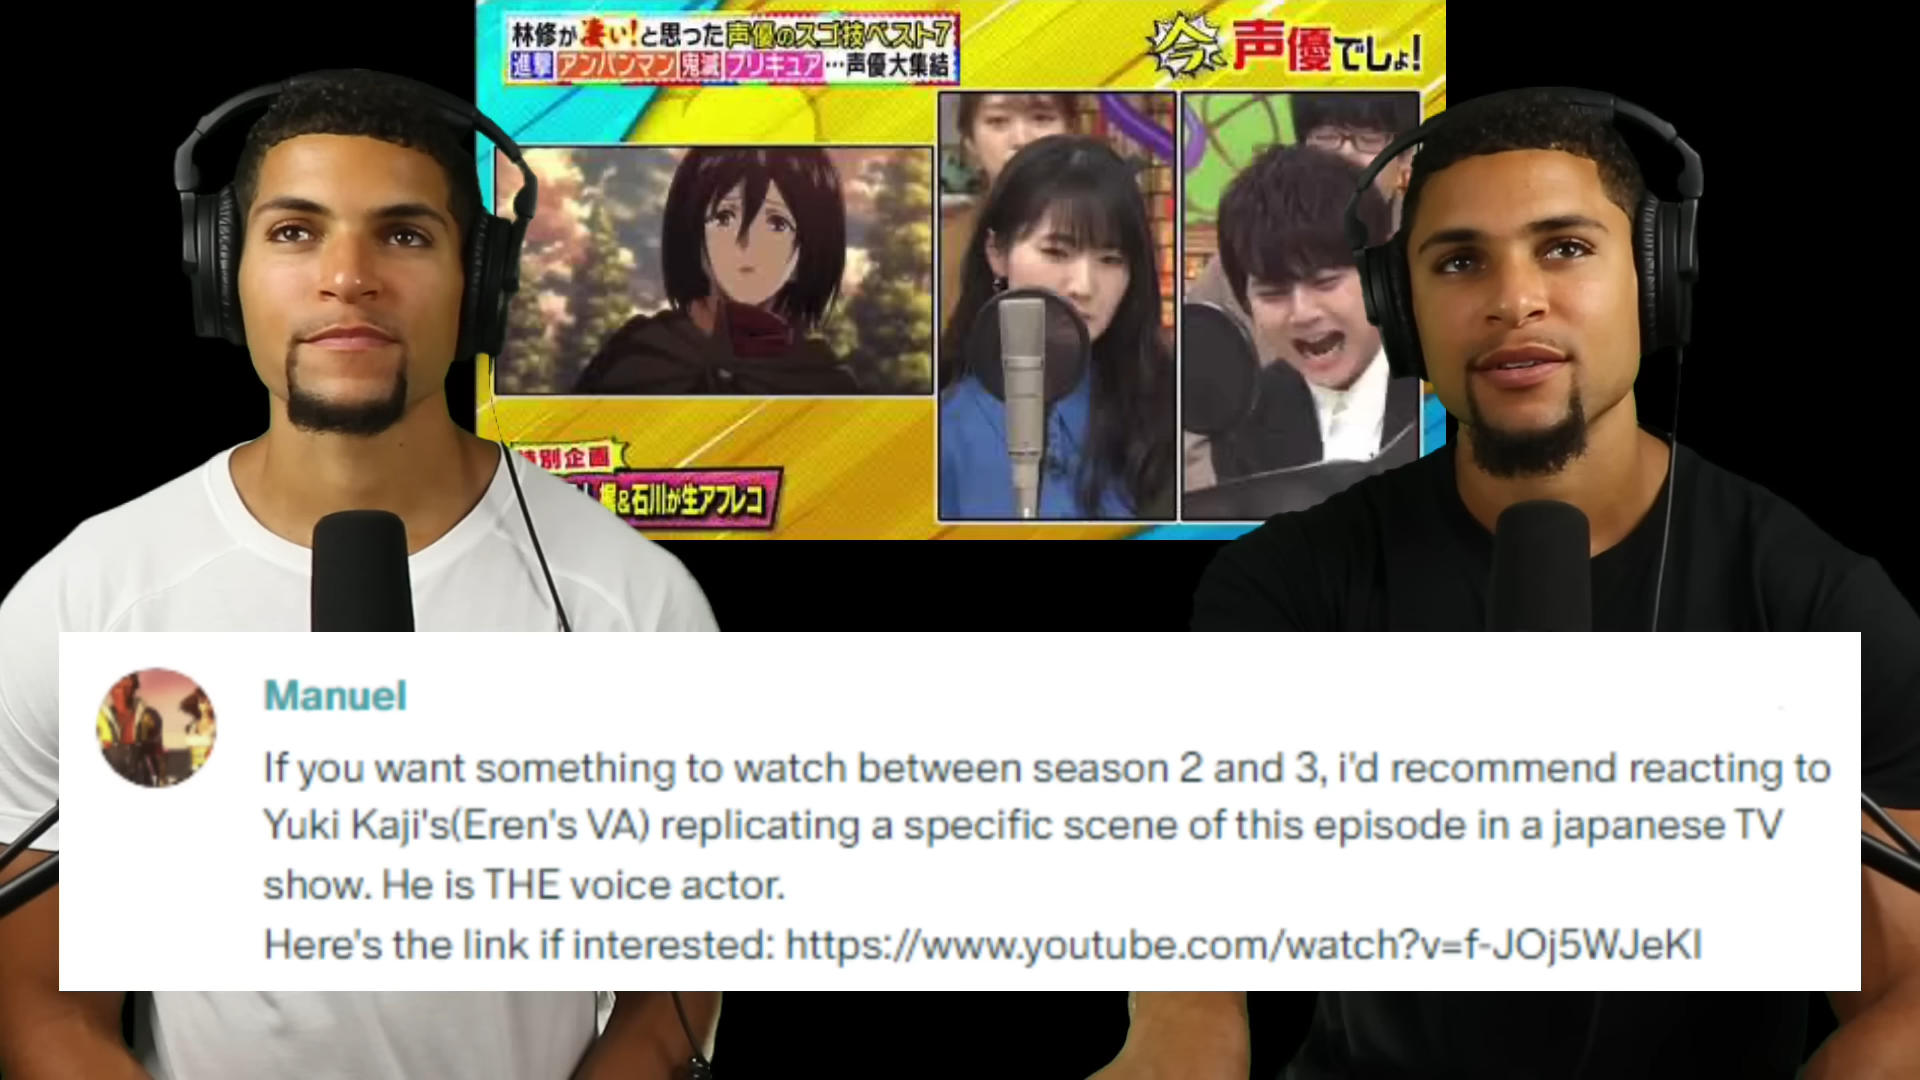 林修が凄い!と思った声優のスゴ技ベスト7
進撃 アンパンマン 鬼滅 プリキュア…声優大集結
今 声優でしょ!
特別企画
梶&石川が生アフレコ
Manuel
If you want something to watch between season 2 and 3, i'd recommend reacting to
Yuki Kaji's(Eren's VA) replicating a specific scene of this episode in a japanese TV
show. He is THE voice actor.
Here's the link if interested: https://www.youtube.com/watch?v=f-JOj5WJeKI